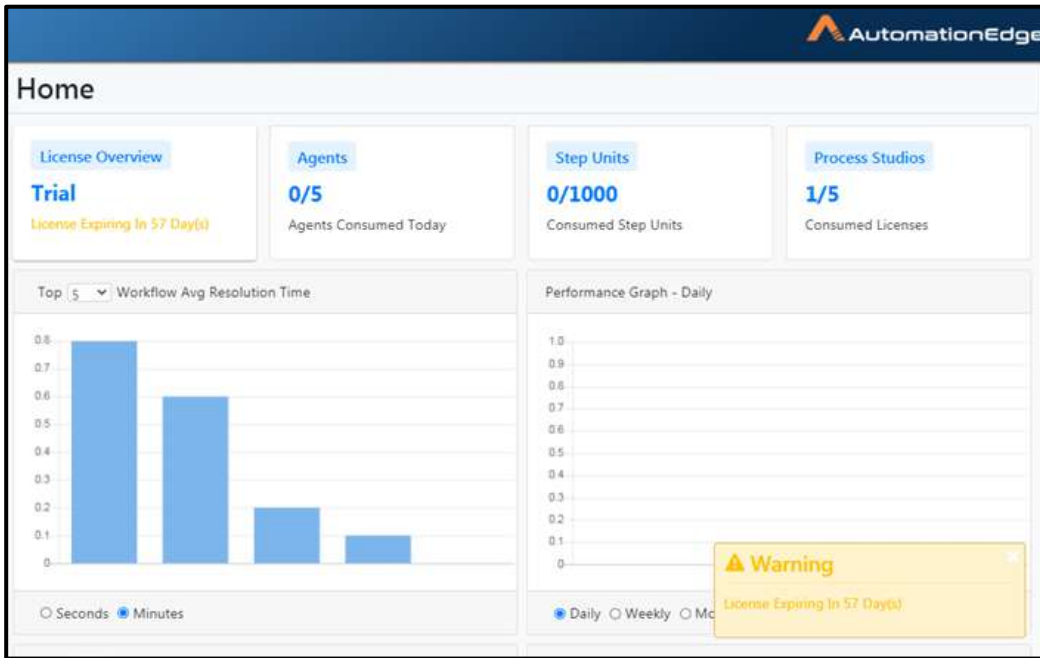 AutomationEdge
Home
License Overview
Trial
License Expiring In 57 Day(s)
Agents
0/5
Agents Consumed Today
Step Units
0/1000
Consumed Step Units
Process Studios
1/5
Consumed Licenses
Top 5 Workflow Avg Resolution Time
0.8
0.7
0.6
0.5
0.4
0.3
0.2
0.1
0
Seconds Minutes
Performance Graph - Daily
1.0
0.9
0.8
0.7
0.6
0.5
0.4
0.3
0.2
0.1
0
Daily Weekly Mo
Warning
License Expiring In 57 Day(s)